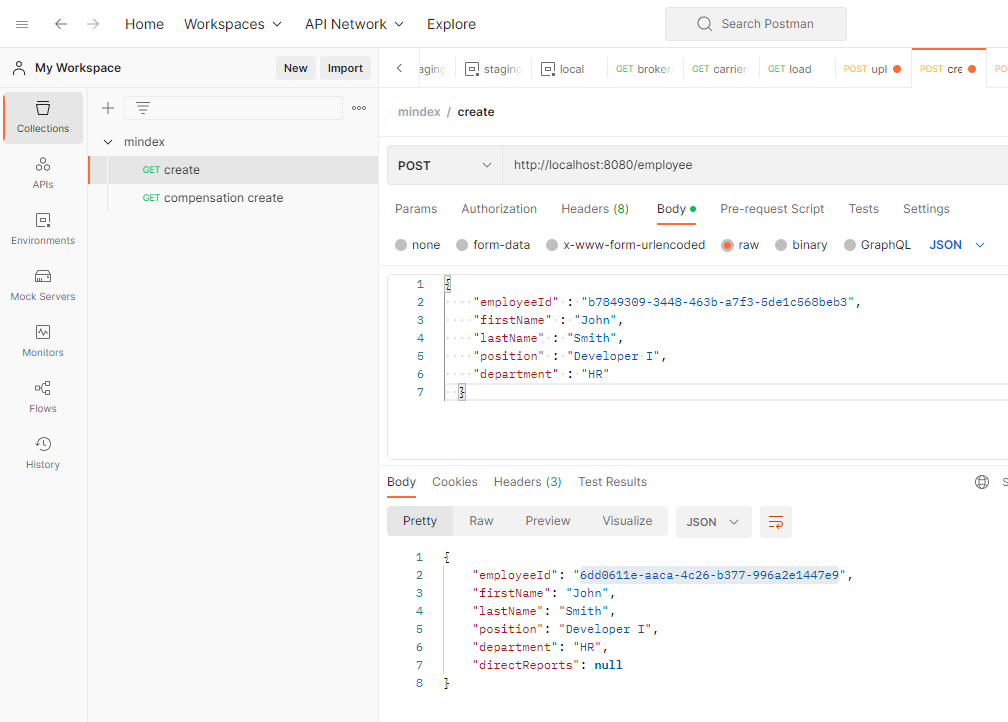 Home Workspaces API Network Explore Search Postman
My Workspace New Import
aging staging local GET broker GET carrier GET load POST upl POST cre PO
Collections
APIs
Environments
Mock Servers
Monitors
Flows
History
mindex
GET create
GET compensation create
mindex / create
POST http://localhost:8080/employee
Params Authorization Headers (8) Body Pre-request Script Tests Settings
none form-data x-www-form-urlencoded raw binary GraphQL JSON
1 {
2 "employeeId" : "b7849309-3448-463b-a7f3-5de1c568beb3",
3 "firstName" : "John",
4 "lastName" : "Smith",
5 "position" : "Developer I",
6 "department" : "HR"
7 }
Body Cookies Headers (3) Test Results S
Pretty Raw Preview Visualize JSON
1 {
2 "employeeId": "6dd0611e-aaca-4c26-b377-996a2e1447e9",
3 "firstName": "John",
4 "lastName": "Smith",
5 "position": "Developer I",
6 "department": "HR",
7 "directReports": null
8 }